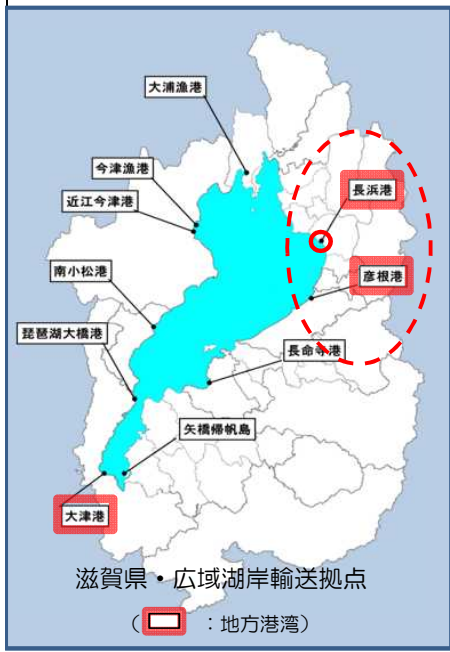 大浦漁港
今津漁港
長浜港
近江今津港
南小松港
彦根港
琵琶湖大橋港
長命寺港
矢橋帰帆島
大津港
滋賀県・広域湖岸輸送拠点
（ ：地方港湾）